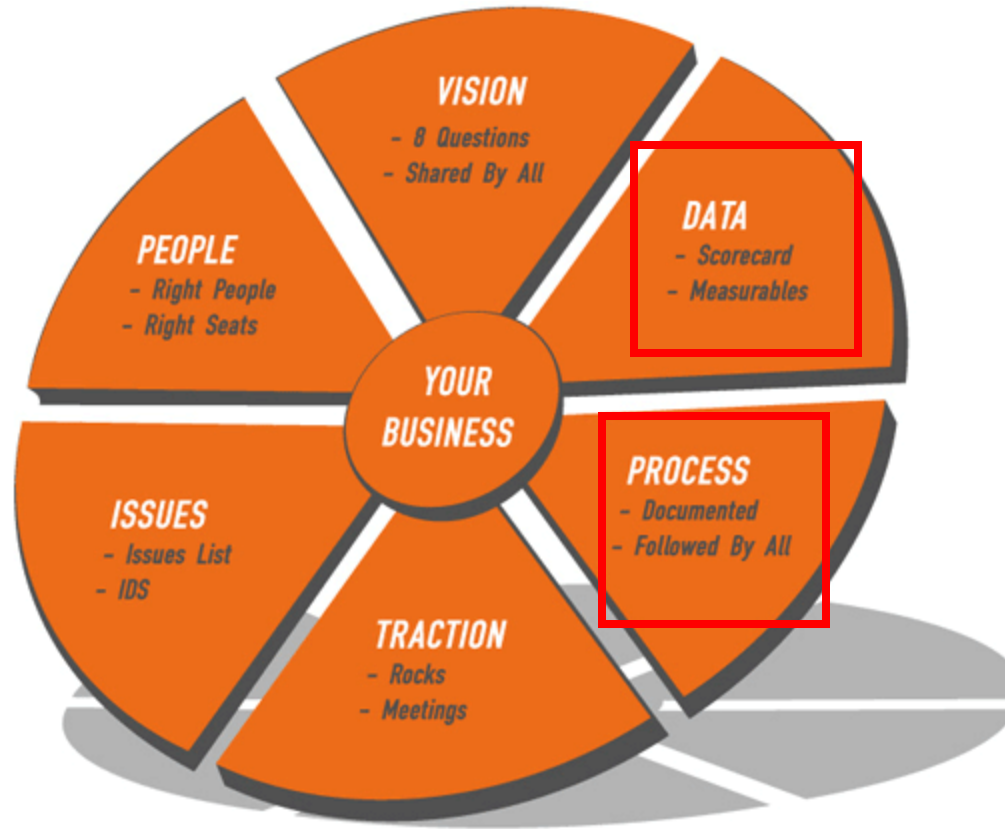 VISION
- 8 Questions
- Shared By All
DATA
- Scorecard
- Measurables
PEOPLE
- Right People
- Right Seats
YOUR
BUSINESS
PROCESS
- Documented
- Followed By All
ISSUES
- Issues List
- IDS
TRACTION
- Rocks
- Meetings